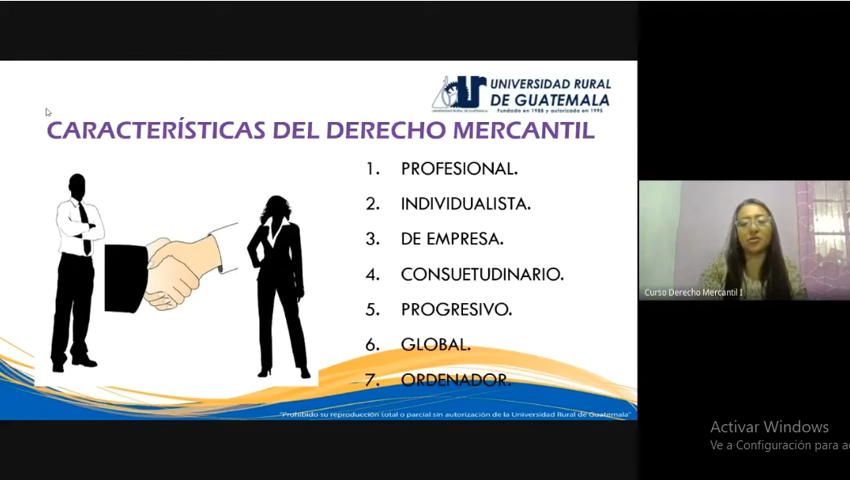 UNIVERSIDAD RURAL
DE GUATEMALA
Fundado en 1988 y autorizado en 1995
CARACTERÍSTICAS DEL DERECHO MERCANTIL
1. PROFESIONAL.
2. INDIVIDUALISTA.
3. DE EMPRESA.
4. CONSUETUDINARIO.
5. PROGRESIVO.
6. GLOBAL.
7. ORDENADOR.
"Prohibido su reproducción total o parcial sin autorización de la Universidad Rural de Guatemala"
Curso Derecho Mercantil I
Activar Windows
Ve a Configuración para